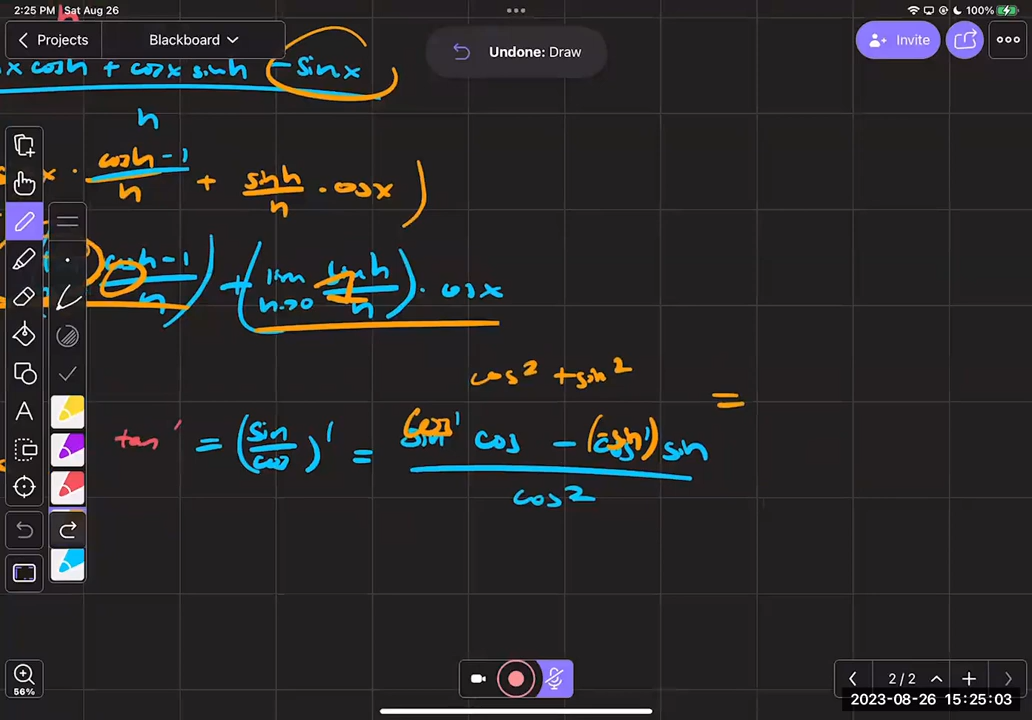 2:25 PM Sat Aug 26
100%
Projects
Blackboard
Undone: Draw
Invite
x cosh + cosx sinh - sinx
h
x · cosh - 1 / h + sinh / h · cosx )
cosh - 1 / h ) + ( lim h→0 sinh / h ) · cosx
cos² + sin²
=
tan' = ( sin / cos )' = cos cos - ( ) sin
cos²
A
56%
2 / 2
2023-08-26 15:25:03